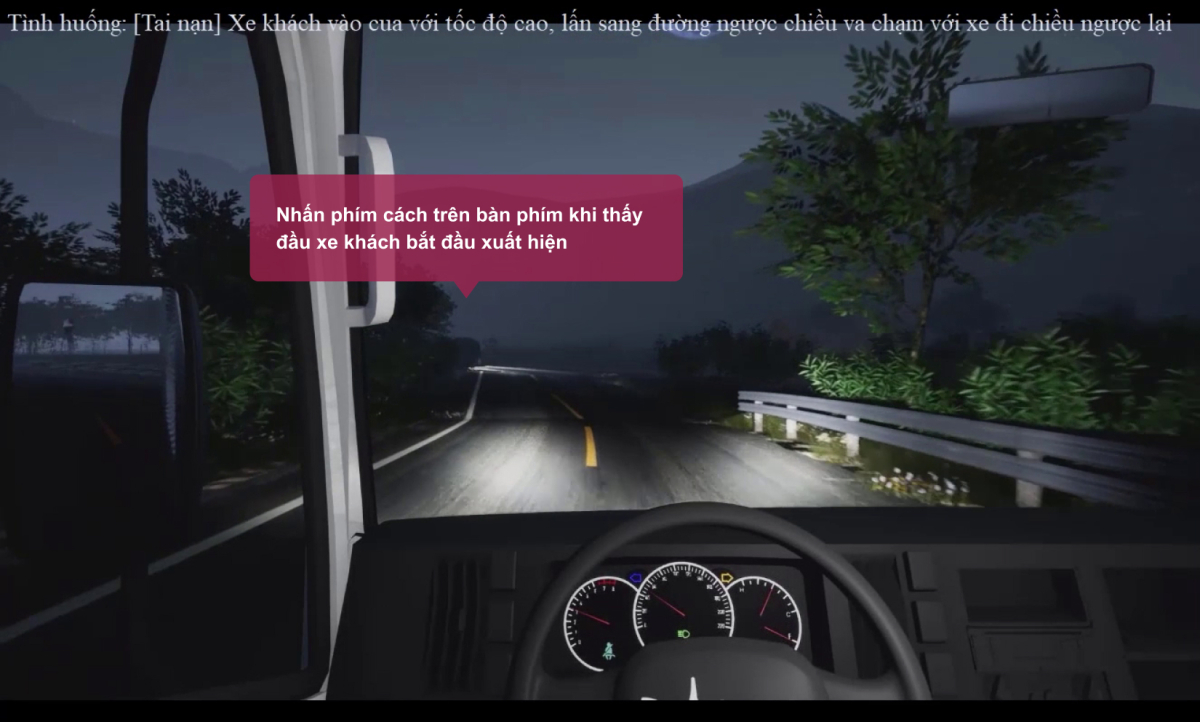 Tình huống: [Tai nạn] Xe khách vào cua với tốc độ cao, lấn sang đường ngược chiều va chạm với xe đi chiều ngược lại
Nhấn phím cách trên bàn phím khi thấy
đầu xe khách bắt đầu xuất hiện